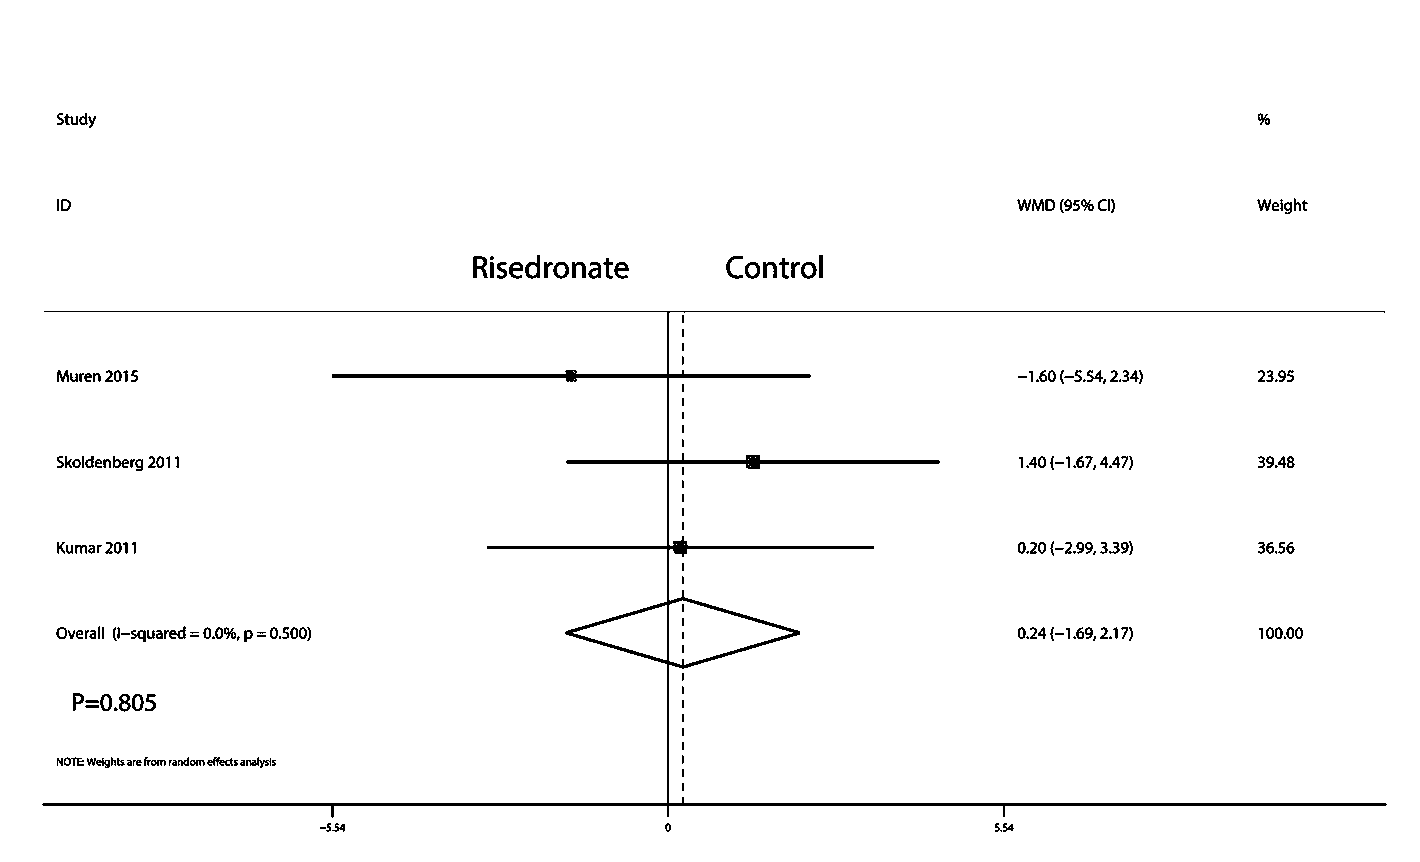 Study %
ID WMD (95% CI) Weight
Risedronate Control
Muren 2015 −1.60 (−5.54, 2.34) 23.95
Skoldenberg 2011 1.40 (−1.67, 4.47) 39.48
Kumar 2011 0.20 (−2.99, 3.39) 36.56
Overall (I−squared = 0.0%, p = 0.500) 0.24 (−1.69, 2.17) 100.00
P=0.805
NOTE: Weights are from random effects analysis
−5.54 0 5.54